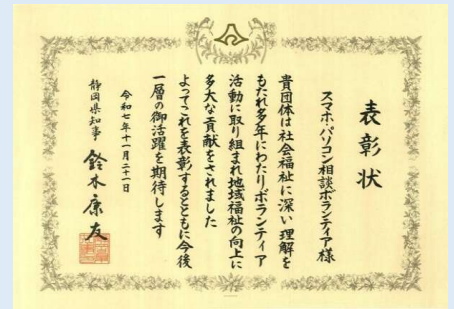 表彰状
スマホ・パソコン相談ボランティア様
貴団体は社会福祉に深い理解を
もたれ多年にわたりボランティア
活動に取り組まれ地域福祉の向上に
多大な貢献をされました
よってこれを表彰するとともに今後
一層の御活躍を期待します
令和七年十一月二十一日
静岡県知事 鈴木康友